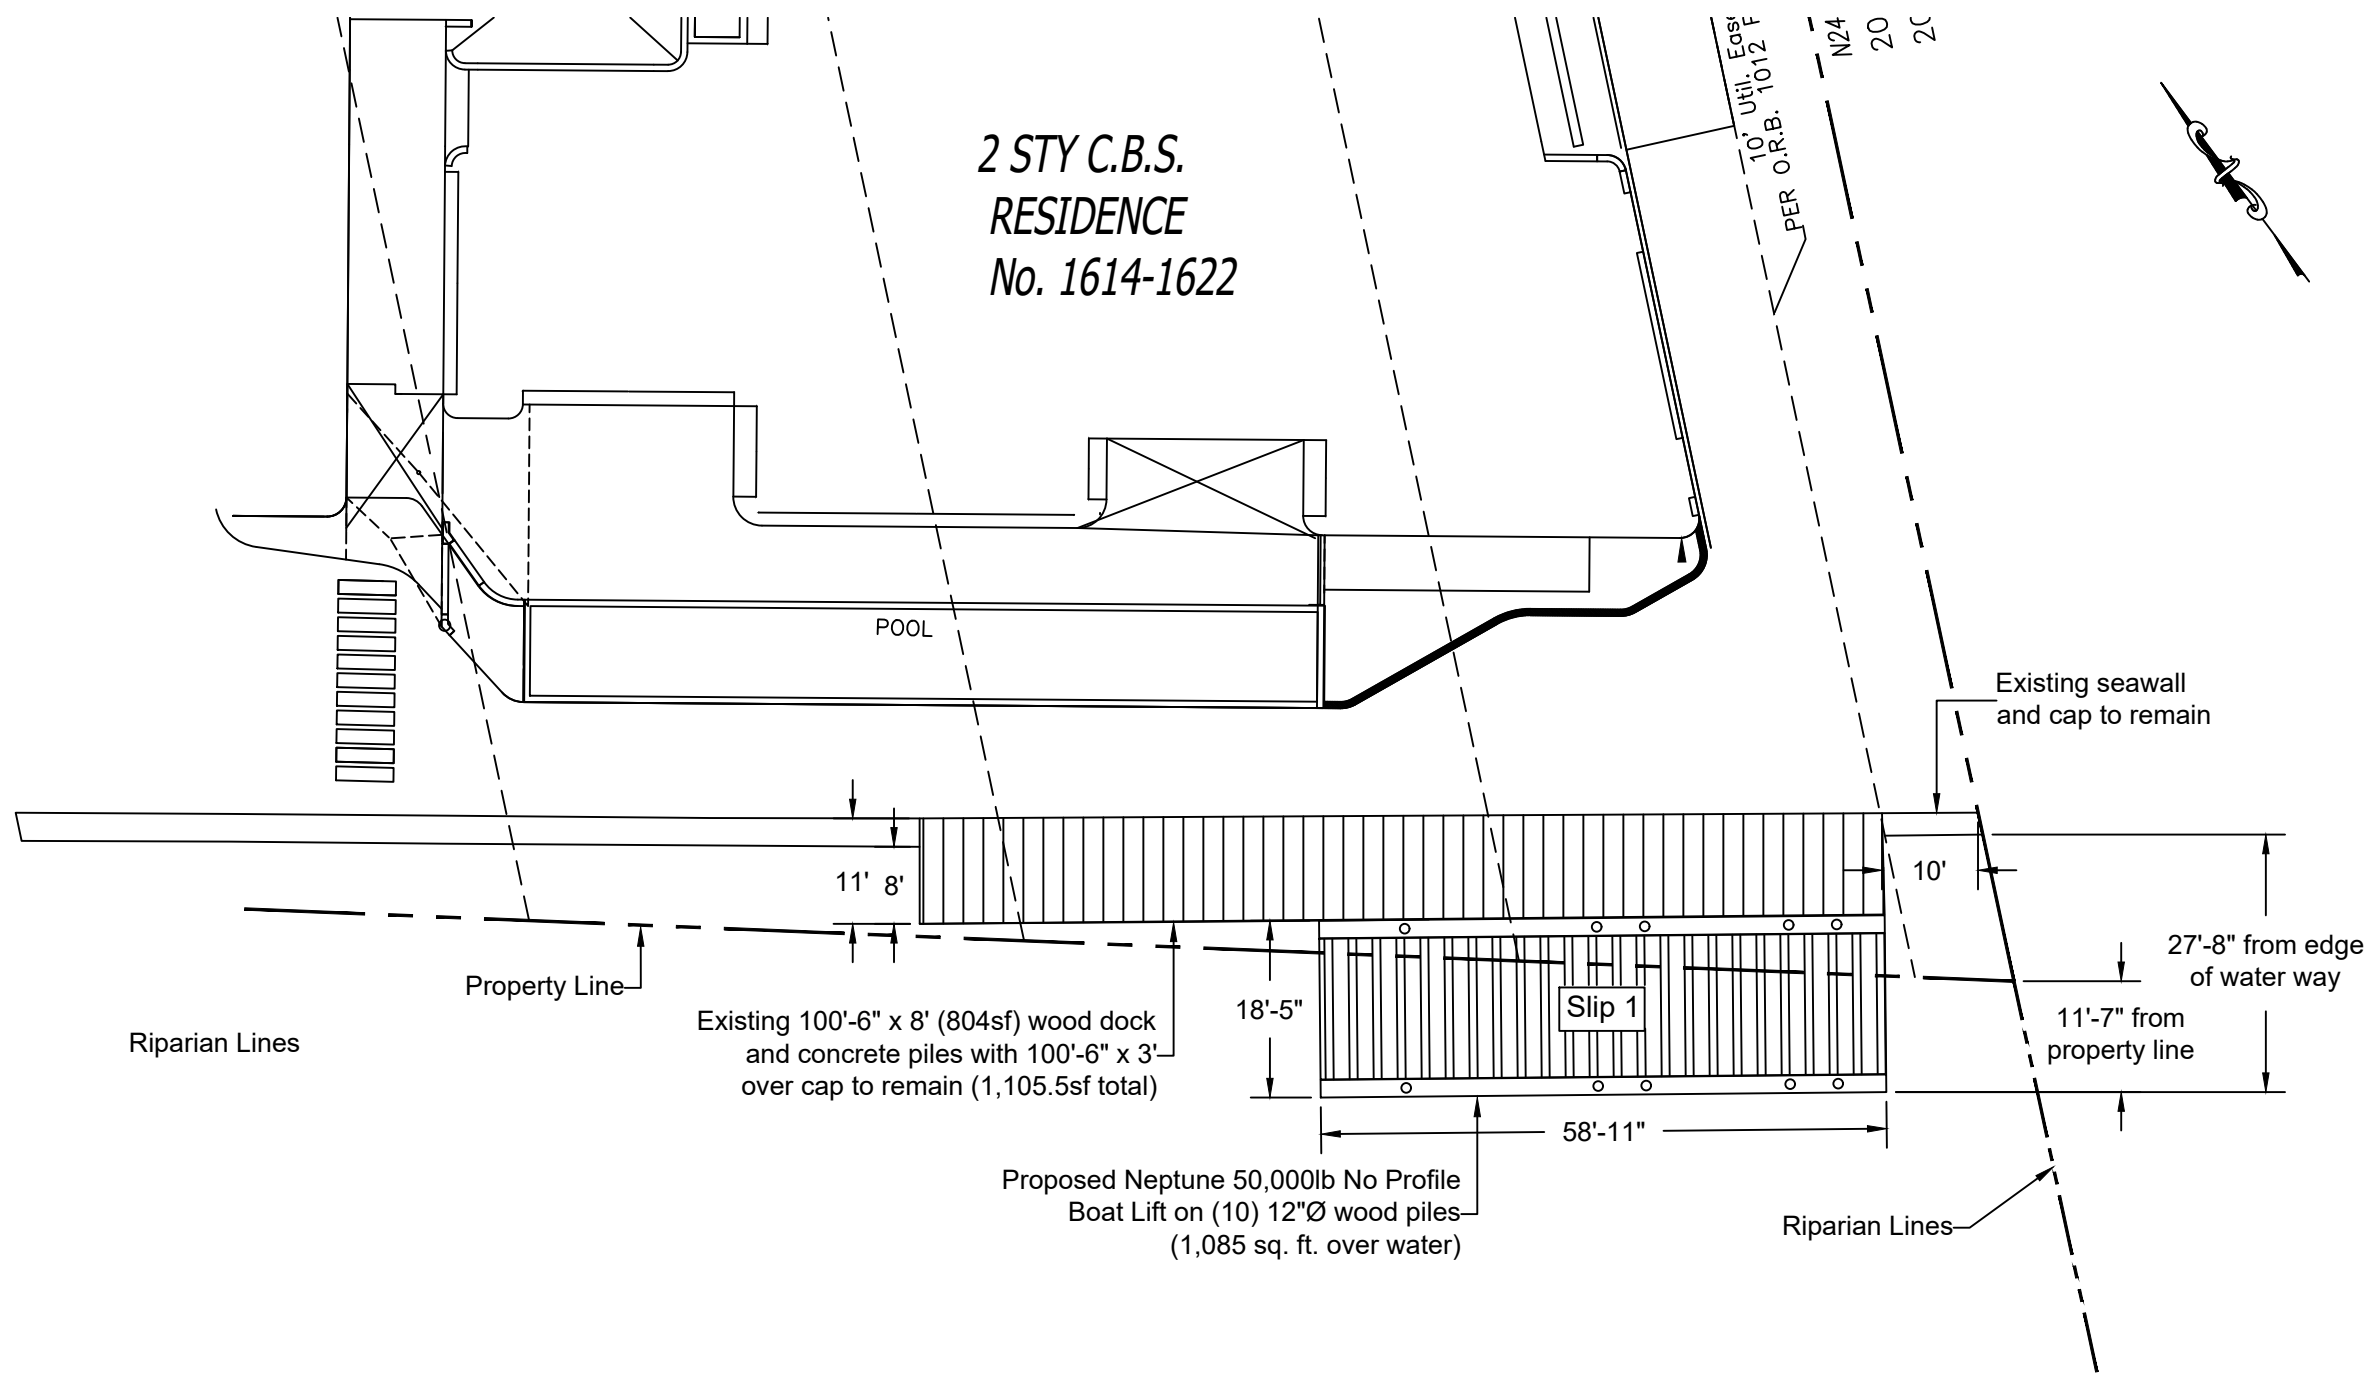 10' Util. Ease
PER O.R.B. 1012
N24
20
2 STY C.B.S.
RESIDENCE
No. 1614-1622
POOL
Existing seawall
and cap to remain
11'
8'
10'
27'-8" from edge
of water way
Property Line
18'-5"
Slip 1
11'-7" from
property line
Existing 100'-6" x 8' (804sf) wood dock
and concrete piles with 100'-6" x 3'
over cap to remain (1,105.5sf total)
Riparian Lines
58'-11"
Proposed Neptune 50,000lb No Profile
Boat Lift on (10) 12"Ø wood piles
(1,085 sq. ft. over water)
Riparian Lines